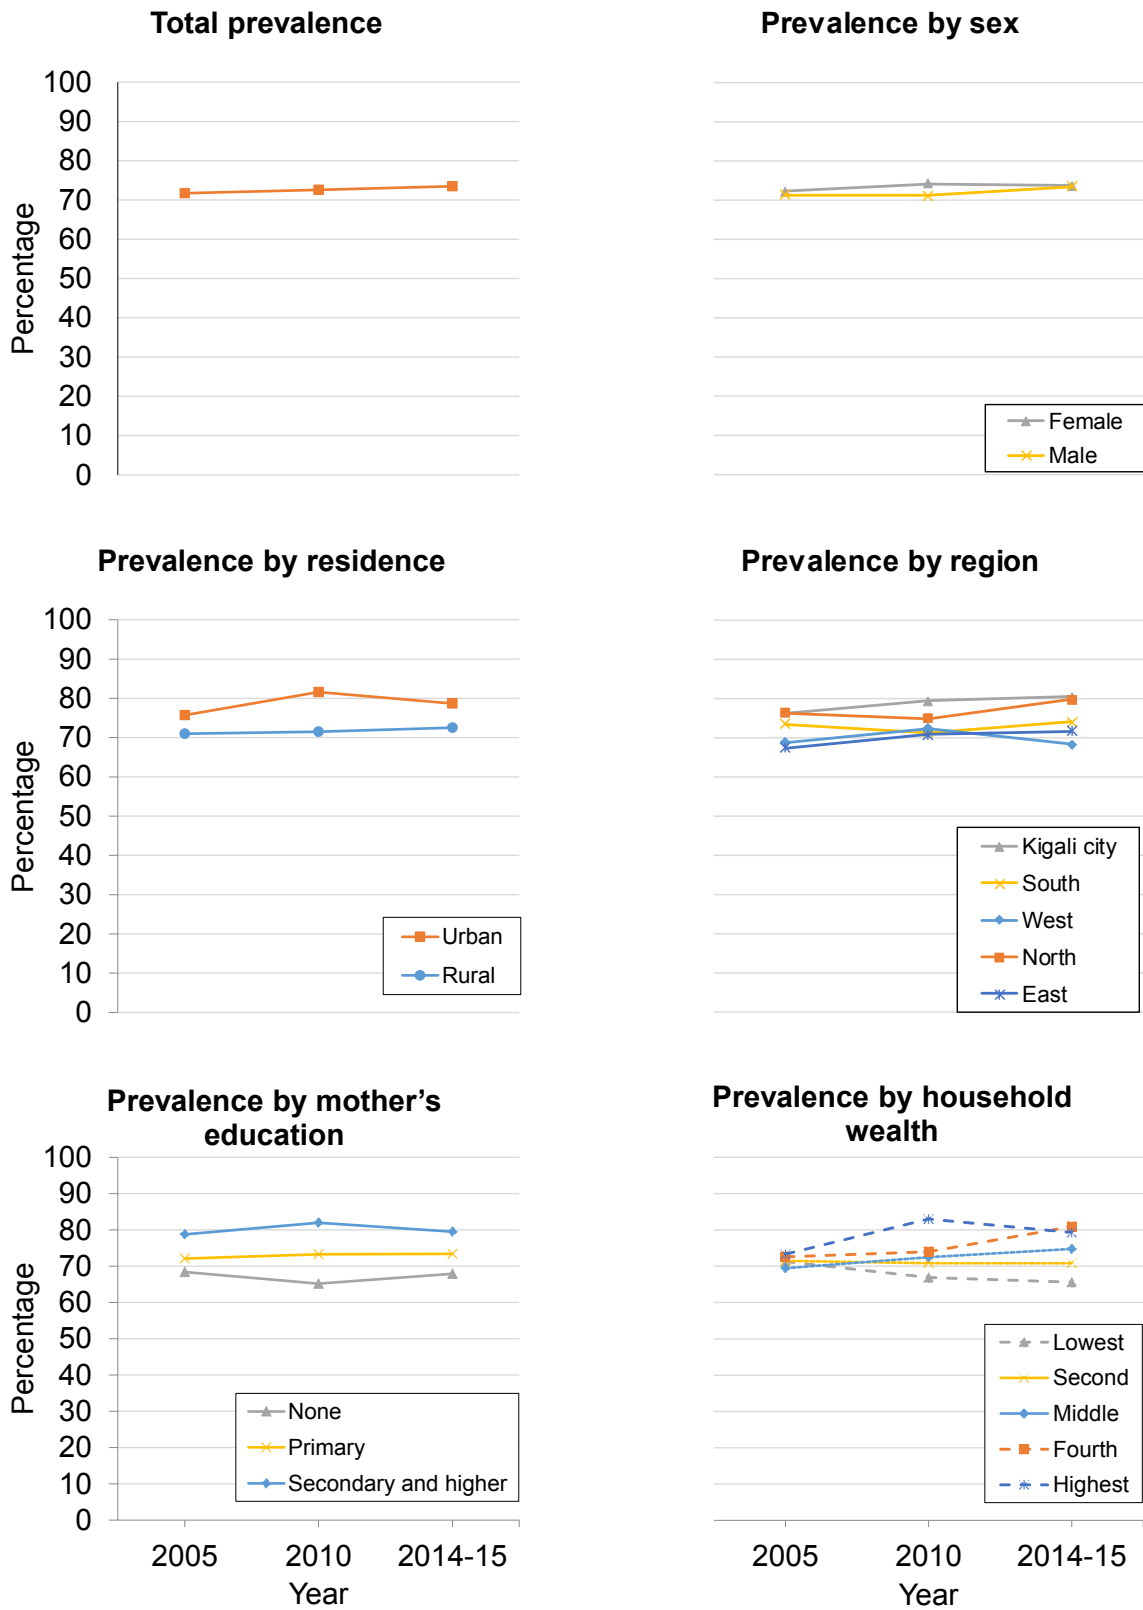 Total prevalence
100
90
80
70
60
50
40
30
20
10
0
Percentage
Prevalence by sex
Female
Male
Prevalence by residence
100
90
80
70
60
50
40
30
20
10
0
Percentage
Urban
Rural
Prevalence by region
Kigali city
South
West
North
East
Prevalence by mother’s
education
100
90
80
70
60
50
40
30
20
10
0
Percentage
None
Primary
Secondary and higher
2005 2010 2014-15
Year
Prevalence by household
wealth
Lowest
Second
Middle
Fourth
Highest
2005 2010 2014-15
Year